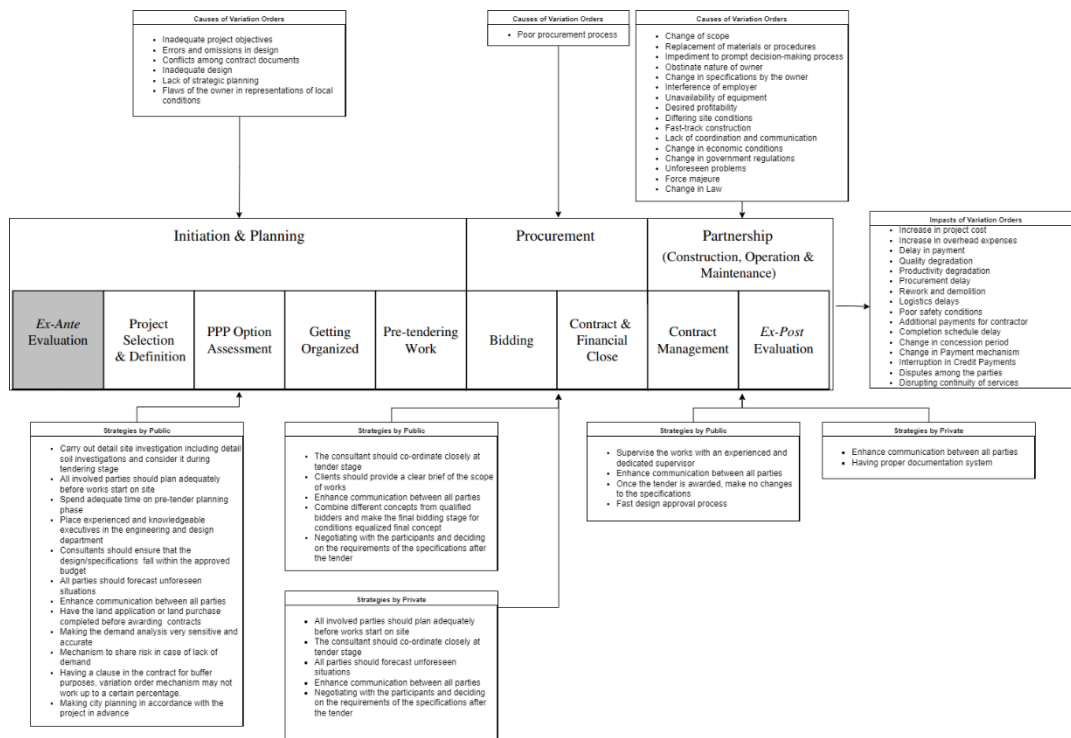 Causes of Variation Orders
Inadequate project objectives
Errors and omissions in design
Conflicts among contract documents
Inadequate design
Lack of strategic planning
Flaws of the owner in representations of local
conditions
Causes of Variation Orders
Poor procurement process
Causes of Variation Orders
Change of scope
Replacement of materials or procedures
Impediment to prompt decision-making process
Obstinate nature of owner
Change in specifications by the owner
Interference of employer
Unavailability of equipment
Desired profitability
Differing site conditions
Fast-track construction
Lack of coordination and communication
Change in economic conditions
Change in government regulations
Unforeseen problems
Force majeure
Change in Law
Initiation & Planning
Procurement
Partnership
(Construction, Operation &
Maintenance)
Ex-Ante
Evaluation
Project
Selection
& Definition
PPP Option
Assessment
Getting
Organized
Pre-tendering
Work
Bidding
Contract &
Financial
Close
Contract
Management
Ex-Post
Evaluation
Impacts of Variation Orders
Increase in project cost
Increase in overhead expenses
Delay in payment
Quality degradation
Productivity degradation
Procurement delay
Rework and demolition
Logistics delays
Poor safety conditions
Additional payments for contractor
Completion schedule delay
Change in concession period
Change in Payment mechanism
Interruption in Credit Payments
Disputes among the parties
Disrupting continuity of services
Strategies by Public
Carry out detail site investigation including detail
soil investigations and consider it during
tendering stage
All involved parties should plan adequately
before works start on site
Spend adequate time on pre-tender planning
phase
Place experienced and knowledgeable
executives in the engineering and design
department
Consultants should ensure that the
design/specifications fall within the approved
budget
All parties should forecast unforeseen
situations
Enhance communication between all parties
Have the land application or land purchase
completed before awarding contracts
Making the demand analysis very sensitive and
accurate
Mechanism to share risk in case of lack of
demand
Having a clause in the contract for buffer
purposes, variation order mechanism may not
work up to a certain percentage.
Making city planning in accordance with the
project in advance
Strategies by Public
The consultant should co-ordinate closely at
tender stage
Clients should provide a clear brief of the scope
of works
Enhance communication between all parties
Combine different concepts from qualified
bidders and make the final bidding stage for
conditions equalized final concept
Negotiating with the participants and deciding
on the requirements of the specifications after
the tender
Strategies by Private
All involved parties should plan adequately
before works start on site
The consultant should co-ordinate closely at
tender stage
All parties should forecast unforeseen
situations
Enhance communication between all parties
Negotiating with the participants and deciding
on the requirements of the specifications after
the tender
Strategies by Public
Supervise the works with an experienced and
dedicated supervisor
Enhance communication between all parties
Once the tender is awarded, make no changes
to the specifications
Fast design approval process
Strategies by Private
Enhance communication between all parties
Having proper documentation system